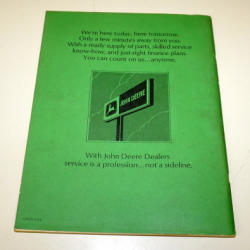 We're here today, here tomorrow.
Only a few minutes away from you.
With a ready supply of parts, skilled service
know-how, and just-right finance plans.
You can count on us...anytime.
JOHN DEERE
With John Deere Dealers
service is a profession...not a sideline.